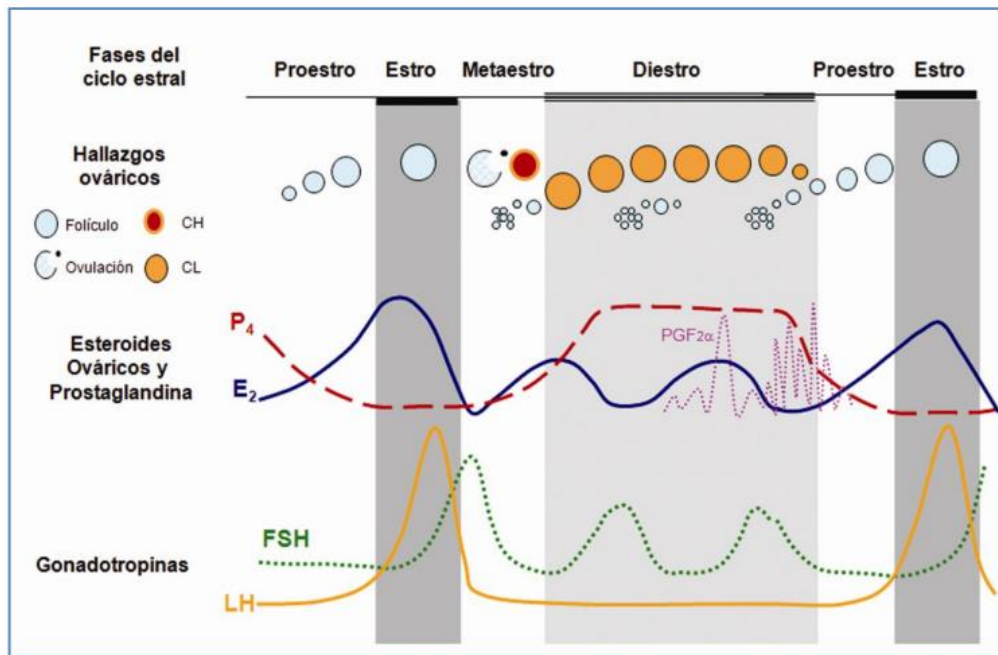 Fases del
ciclo estral
Proestro Estro Metaestro Diestro Proestro Estro
Hallazgos
ováricos
Folículo CH
Ovulación CL
P4
PGF2α
Esteroides
Ováricos y
Prostaglandina
E2
FSH
Gonadotropinas
LH